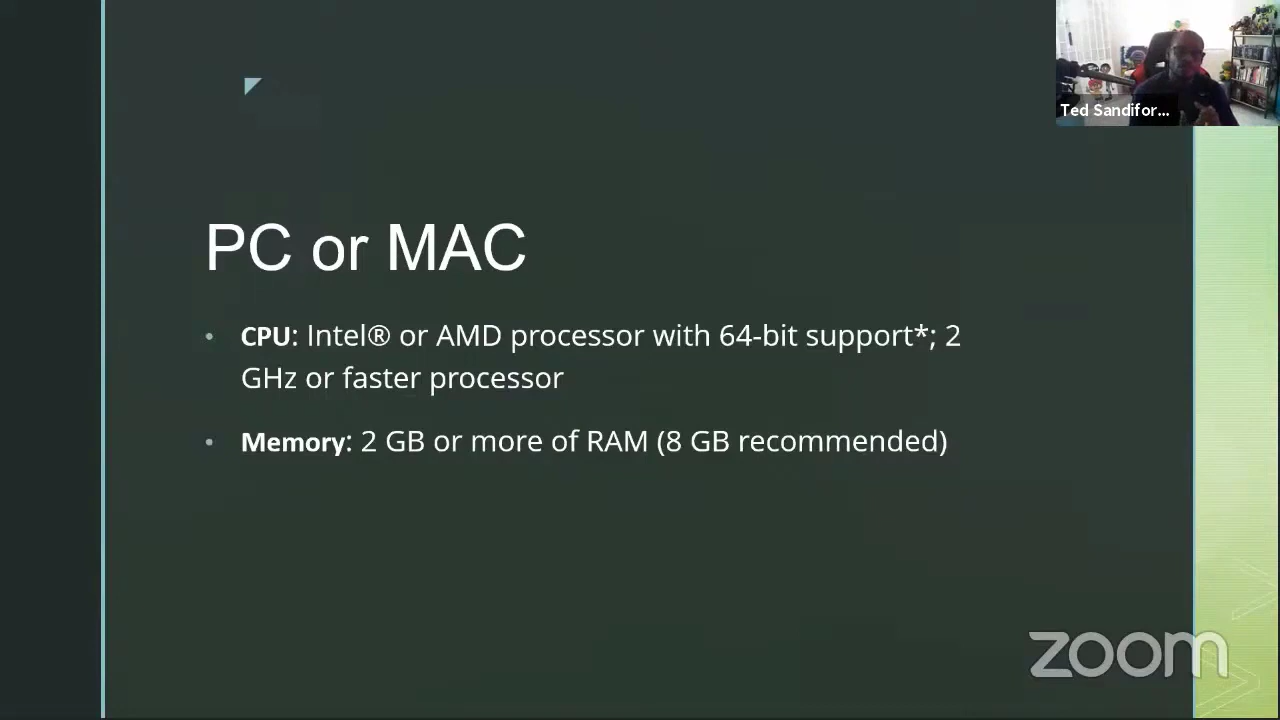 Ted Sandifor...
PC or MAC
• CPU: Intel® or AMD processor with 64-bit support*; 2
GHz or faster processor
• Memory: 2 GB or more of RAM (8 GB recommended)
zoom